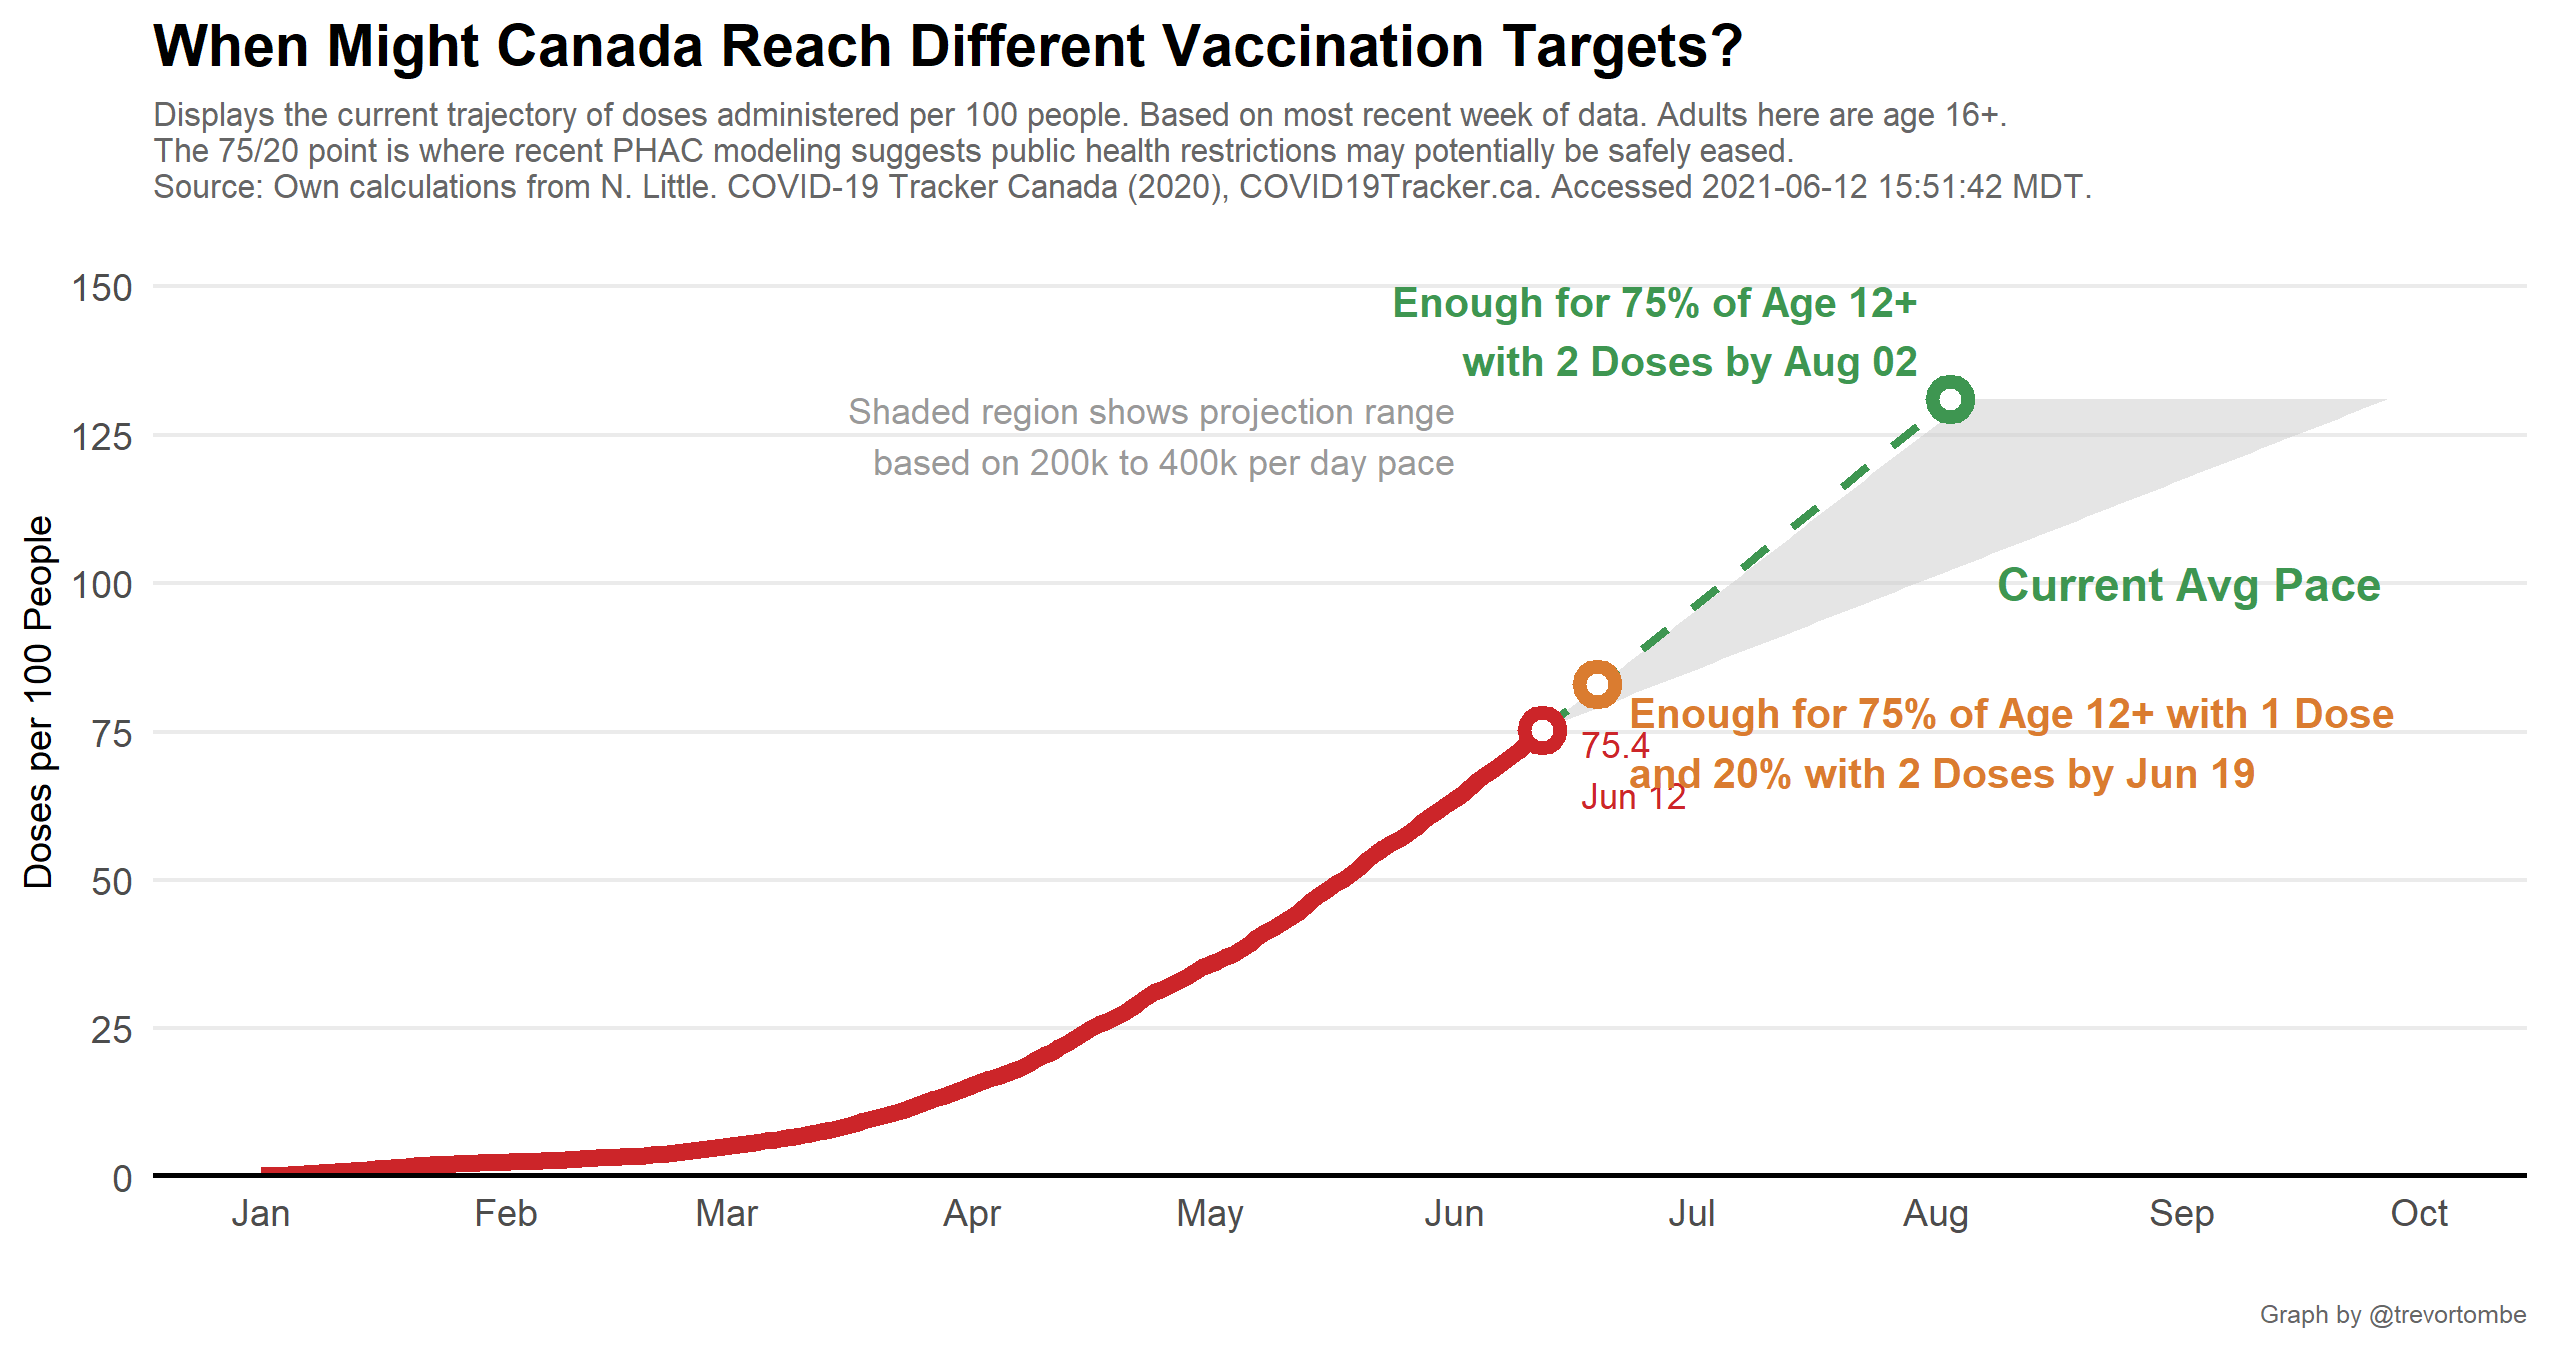 When Might Canada Reach Different Vaccination Targets?
Displays the current trajectory of doses administered per 100 people. Based on most recent week of data. Adults here are age 16+.
The 75/20 point is where recent PHAC modeling suggests public health restrictions may potentially be safely eased.
Source: Own calculations from N. Little. COVID-19 Tracker Canada (2020), COVID19Tracker.ca. Accessed 2021-06-12 15:51:42 MDT.
Doses per 100 People
150
125
100
75
50
25
0
Enough for 75% of Age 12+
with 2 Doses by Aug 02
Shaded region shows projection range
based on 200k to 400k per day pace
Current Avg Pace
Enough for 75% of Age 12+ with 1 Dose
and 20% with 2 Doses by Jun 19
75.4
Jun 12
Jan
Feb
Mar
Apr
May
Jun
Jul
Aug
Sep
Oct
Graph by @trevortombe